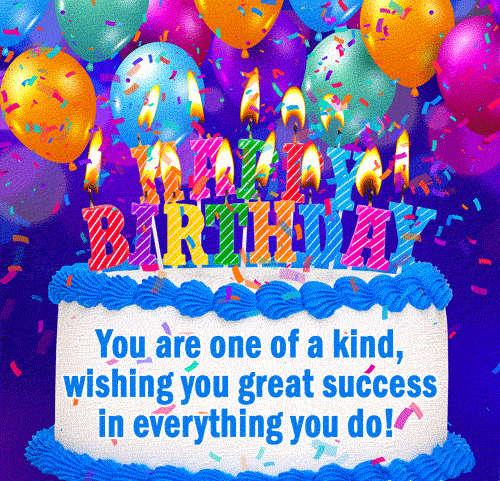 HAPPY
BIRTHDAY
You are one of a kind,
wishing you great success
in everything you do!